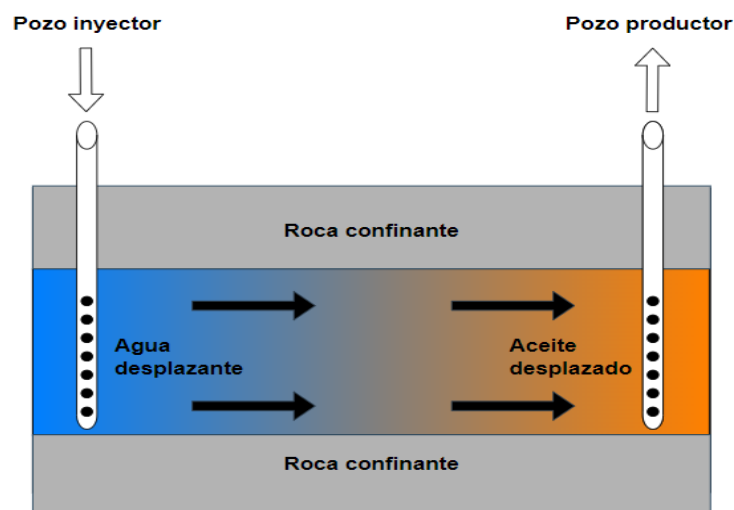 Pozo inyector
Pozo productor
Roca confinante
Agua
desplazante
Aceite
desplazado
Roca confinante